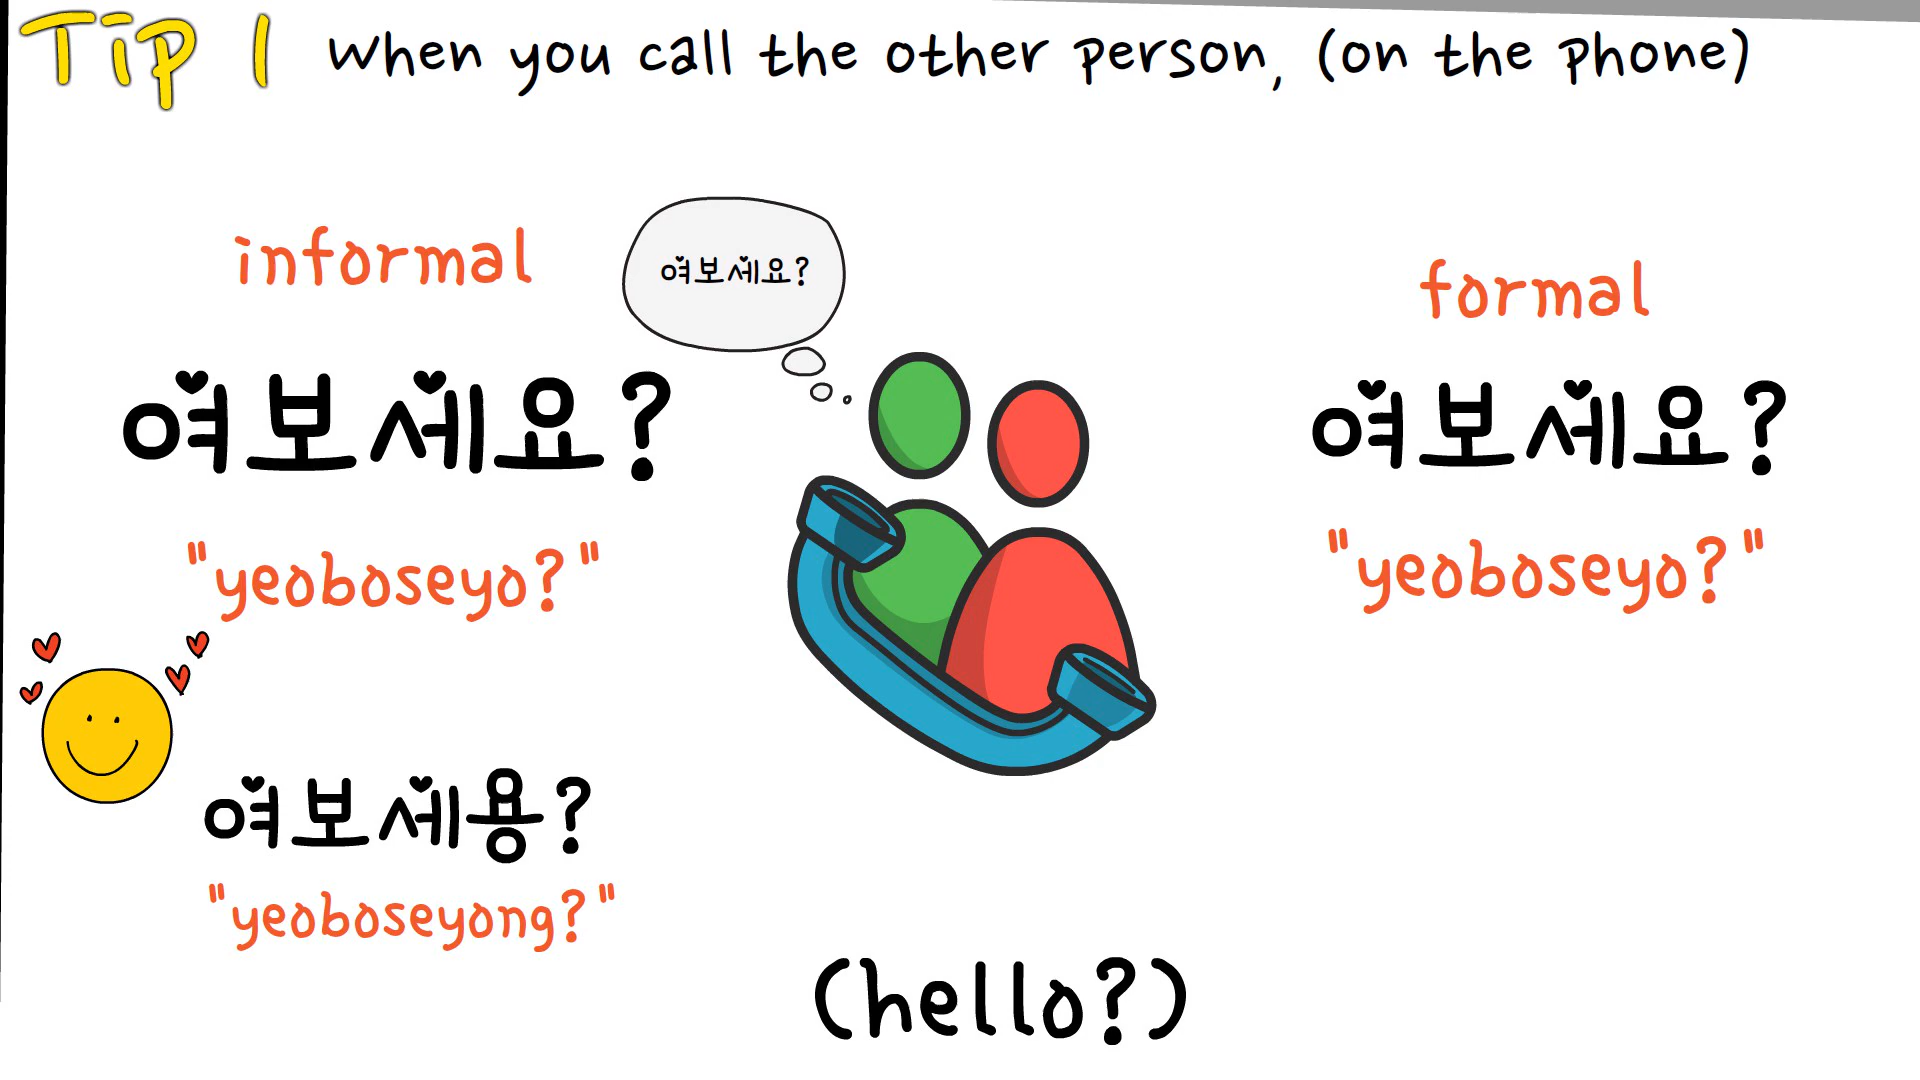 Tip 1 When you call the other person, (on the phone)
informal
여보세요?
"yeoboseyo?"
여보세용?
"yeoboseyong?"
여보세요?
formal
여보세요?
"yeoboseyo?"
(hello?)